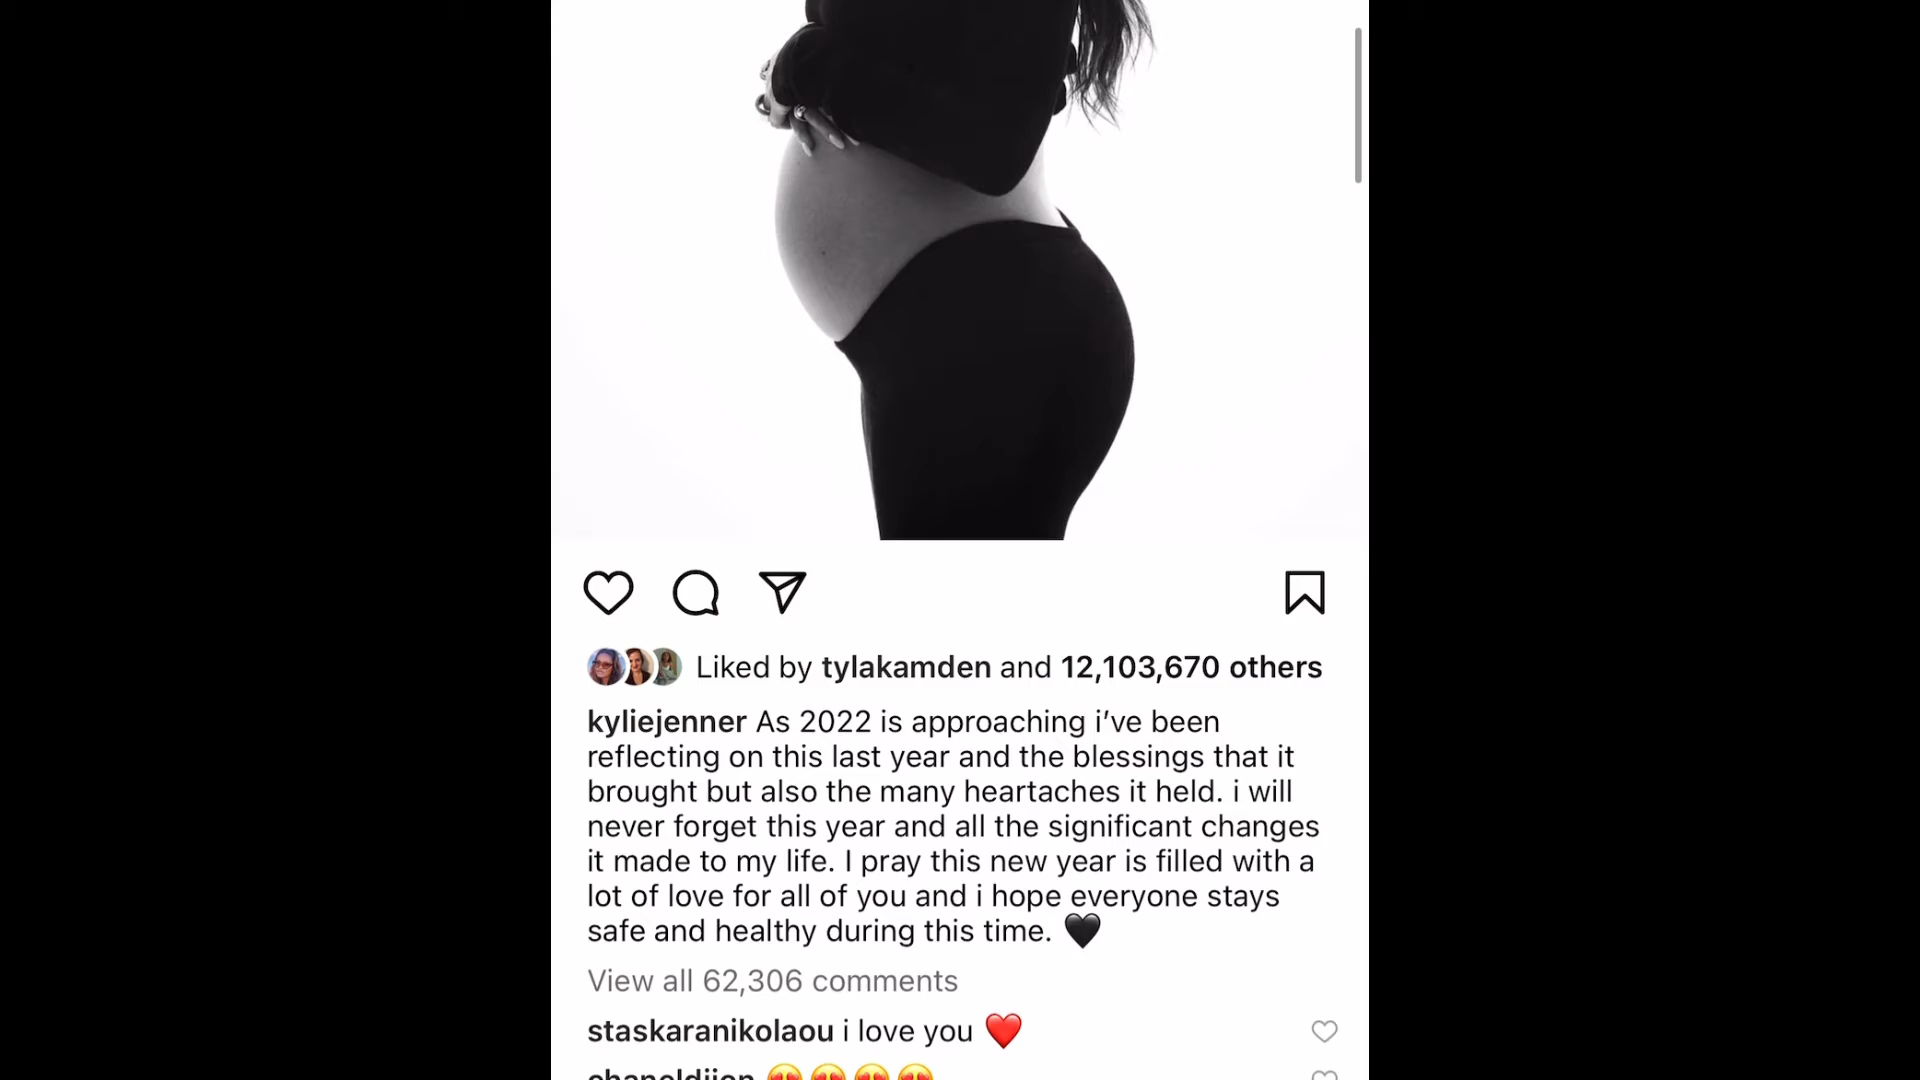 Liked by tylakamden and 12,103,670 others
kyliejenner As 2022 is approaching i’ve been
reflecting on this last year and the blessings that it
brought but also the many heartaches it held. i will
never forget this year and all the significant changes
it made to my life. I pray this new year is filled with a
lot of love for all of you and i hope everyone stays
safe and healthy during this time. 🖤
View all 62,306 comments
staskaranikolaou i love you ❤️
😍😍😍😍